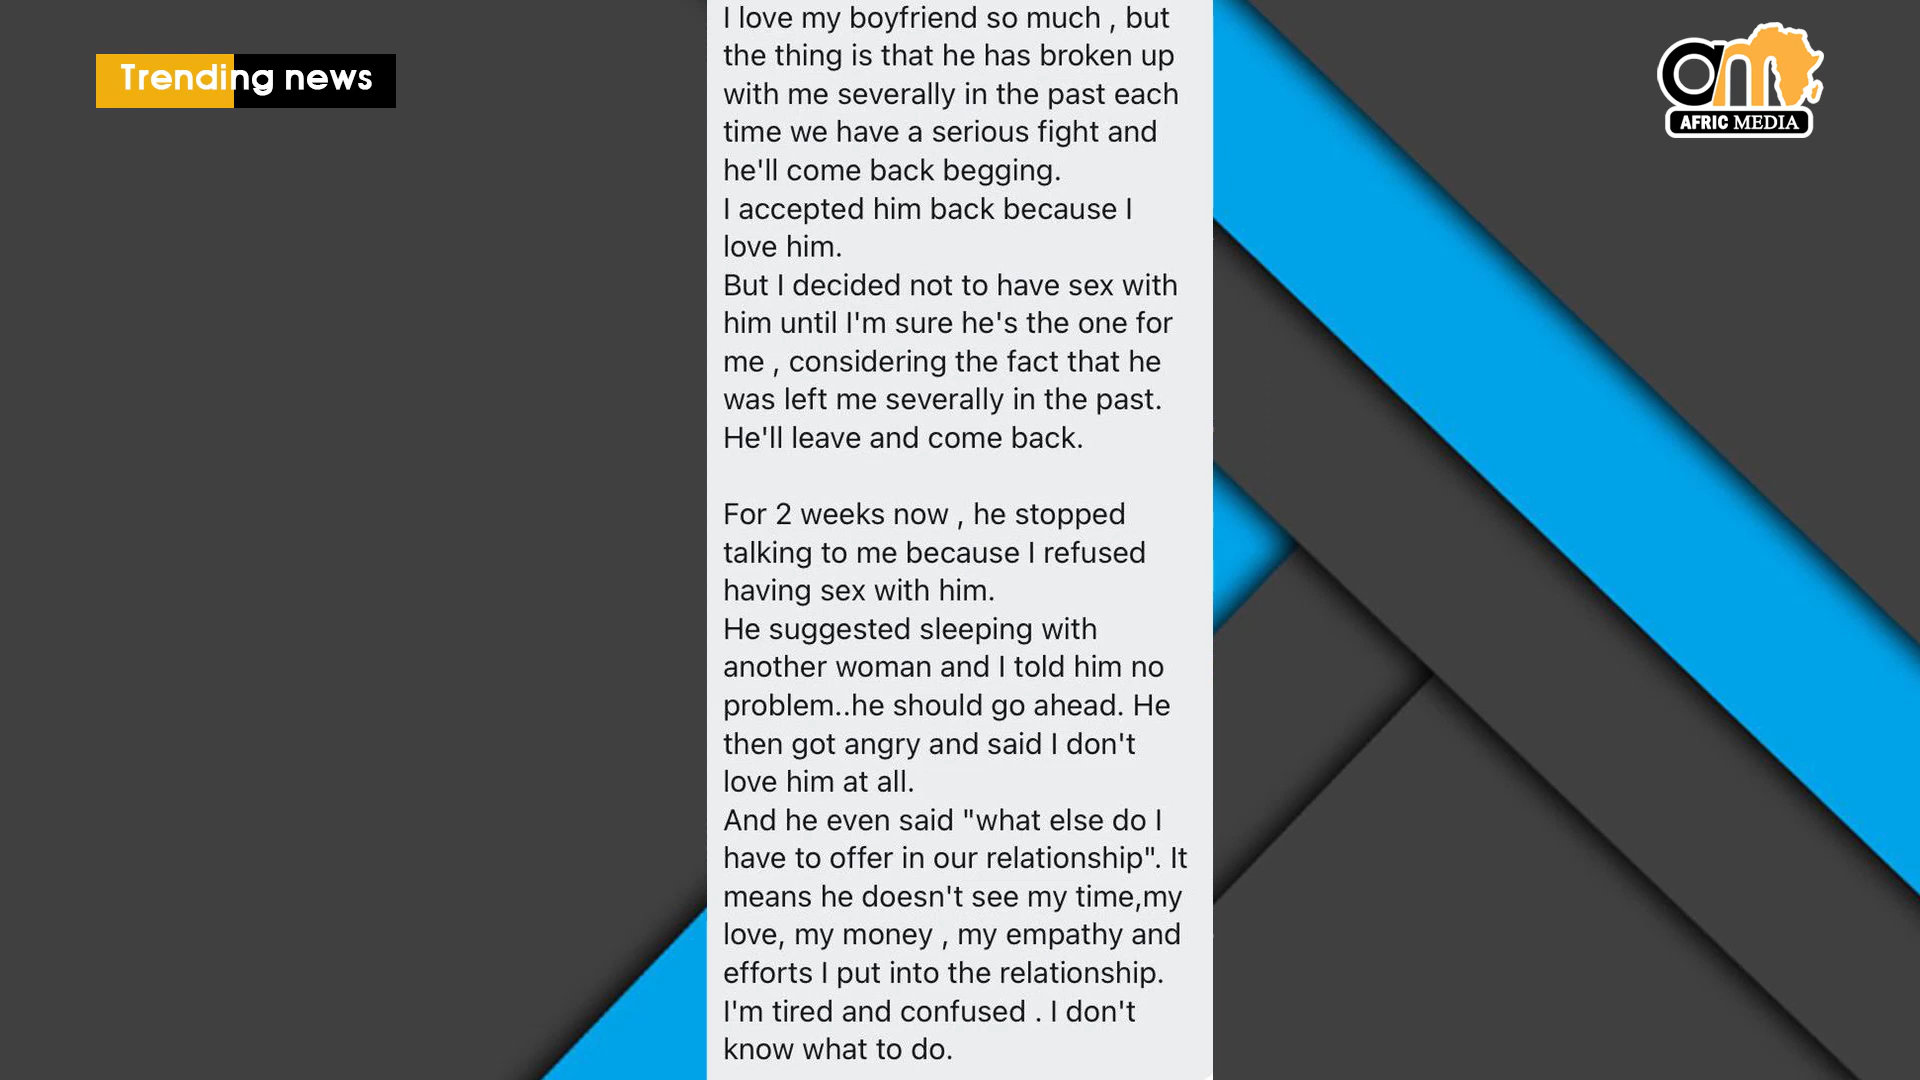 Trending news
AFRIC MEDIA
I love my boyfriend so much , but
the thing is that he has broken up
with me severally in the past each
time we have a serious fight and
he'll come back begging.
I accepted him back because I
love him.
But I decided not to have sex with
him until I'm sure he's the one for
me , considering the fact that he
was left me severally in the past.
He'll leave and come back.
For 2 weeks now , he stopped
talking to me because I refused
having sex with him.
He suggested sleeping with
another woman and I told him no
problem..he should go ahead. He
then got angry and said I don't
love him at all.
And he even said "what else do I
have to offer in our relationship". It
means he doesn't see my time,my
love, my money , my empathy and
efforts I put into the relationship.
I'm tired and confused . I don't
know what to do.